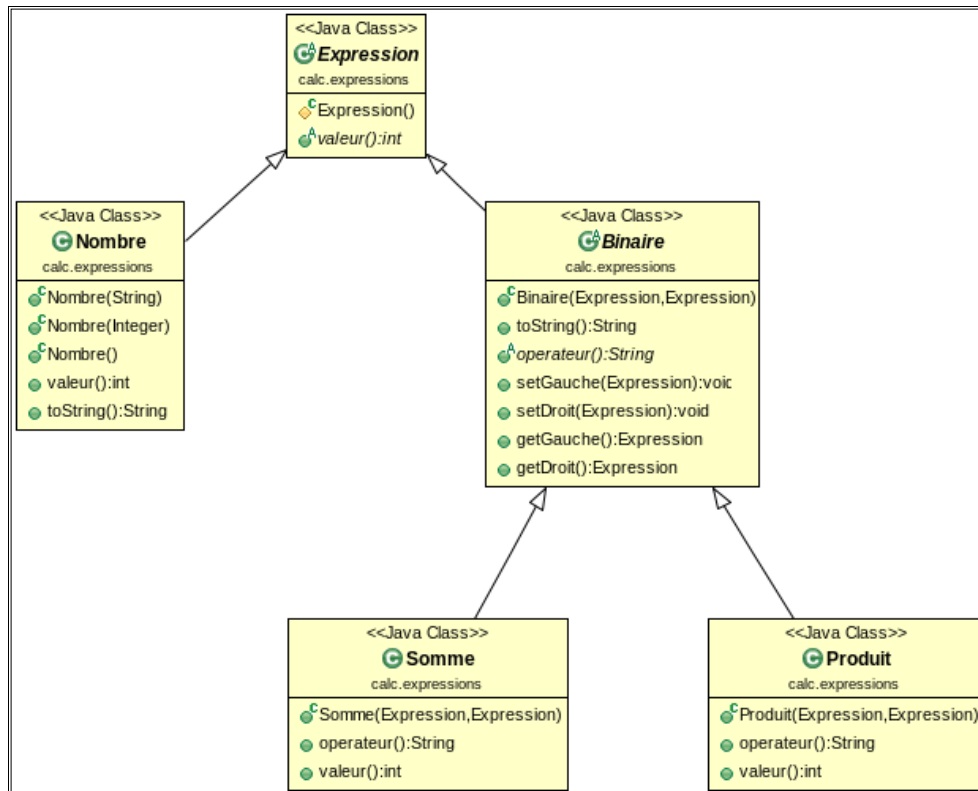 <<Java Class>>
Expression
calc.expressions
Expression()
valeur():int
<<Java Class>>
Nombre
calc.expressions
Nombre(String)
Nombre(Integer)
Nombre()
valeur():int
toString():String
<<Java Class>>
Binaire
calc.expressions
Binaire(Expression,Expression)
toString():String
operateur():String
setGauche(Expression):void
setDroit(Expression):void
getGauche():Expression
getDroit():Expression
<<Java Class>>
Somme
calc.expressions
Somme(Expression,Expression)
operateur():String
valeur():int
<<Java Class>>
Produit
calc.expressions
Produit(Expression,Expression)
operateur():String
valeur():int